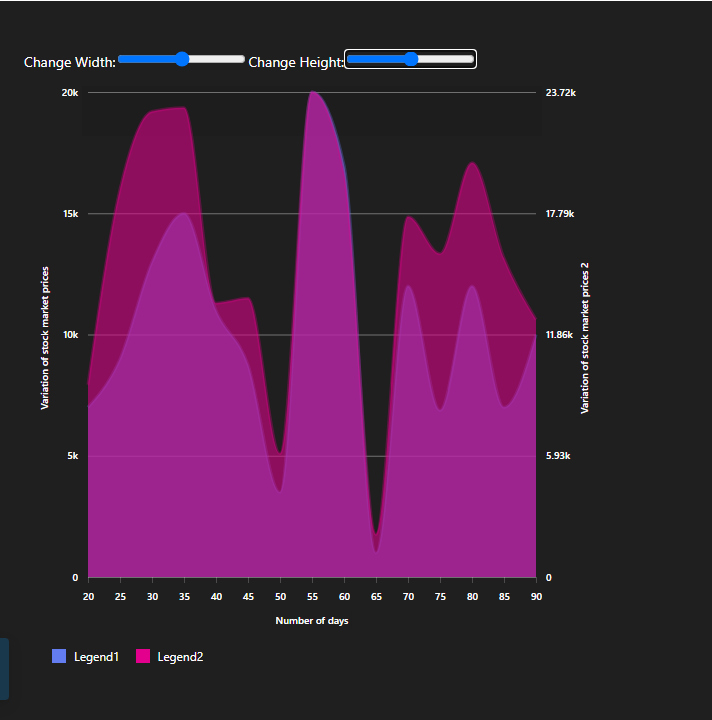 Change Width: Change Height:
20k 23.72k
15k 17.79k
Variation of stock market prices
Variation of stock market prices 2
10k 11.86k
5k 5.93k
0 0
20 25 30 35 40 45 50 55 60 65 70 75 80 85 90
Number of days
Legend1 Legend2